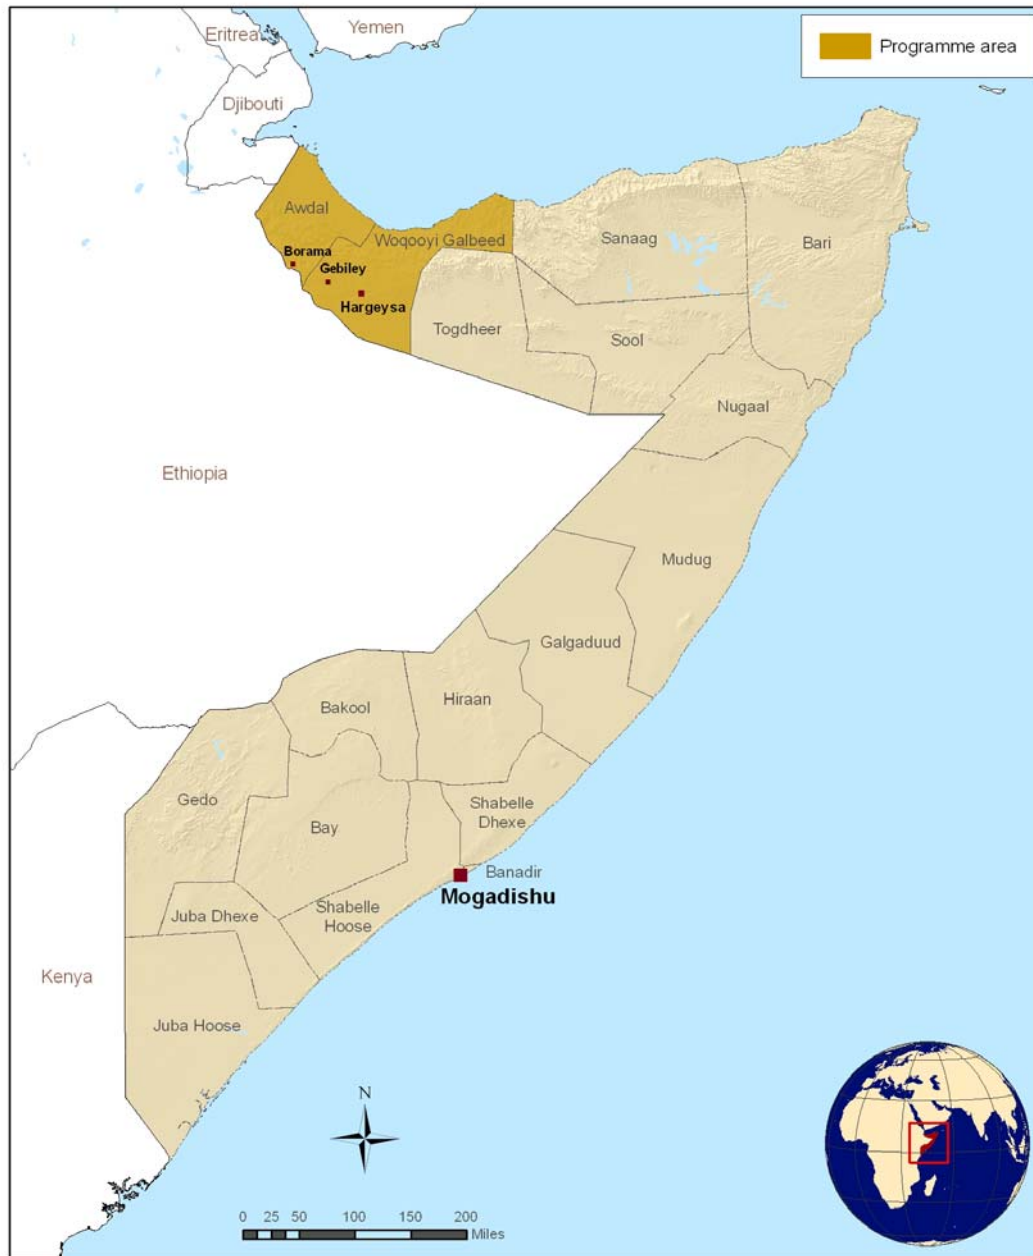 Yemen
Eritrea
Programme area
Djibouti
Awdal
Woqooyi Galbeed
Sanaag
Bari
Borama
Gebiley
Hargeysa
Togdheer
Sool
Nugaal
Ethiopia
Mudug
Galgaduud
Hiraan
Bakool
Gedo
Shabelle
Dhexe
Bay
Banadir
Mogadishu
Shabelle
Hoose
Juba Dhexe
Kenya
Juba Hoose
N
0 25 50 100 150 200
Miles